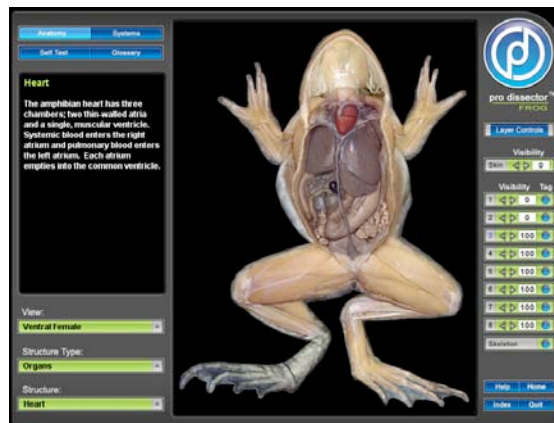 Anatomy
Systems
Self Test
Glossary
Heart
The amphibian heart has three
chambers; two thin-walled atria
and a single, muscular ventricle.
Systemic blood enters the right
atrium and pulmonary blood enters
the left atrium. Each atrium
empties into the common ventricle.
View:
Ventral Female
Structure Type:
Organs
Structure:
Heart
pro dissector™
FROG
Layer Controls
Visibility
Skin 0
Visibility Tag
1 0
2 0
3 100
4 100
5 100
6 100
7 100
8 100
Skeleton
Help
Home
Index
Quit